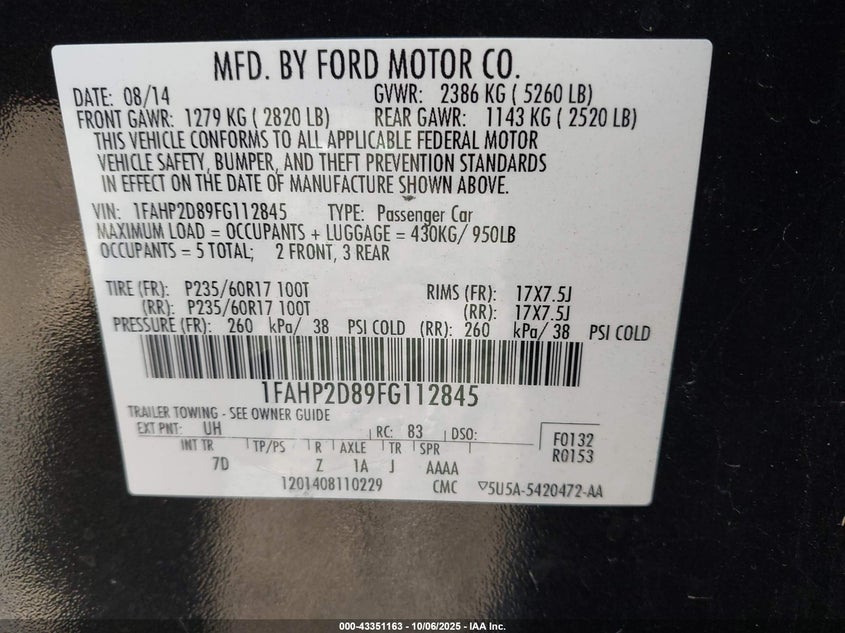 MFD. BY FORD MOTOR CO.
DATE: 08/14 GVWR: 2386 KG ( 5260 LB)
FRONT GAWR: 1279 KG ( 2820 LB) REAR GAWR: 1143 KG ( 2520 LB)
THIS VEHICLE CONFORMS TO ALL APPLICABLE FEDERAL MOTOR
VEHICLE SAFETY, BUMPER, AND THEFT PREVENTION STANDARDS
IN EFFECT ON THE DATE OF MANUFACTURE SHOWN ABOVE.
VIN: 1FAHP2D89FG112845 TYPE: Passenger Car
MAXIMUM LOAD = OCCUPANTS + LUGGAGE = 430KG/ 950LB
OCCUPANTS = 5 TOTAL; 2 FRONT, 3 REAR
TIRE (FR): P235/60R17 100T RIMS (FR): 17X7.5J
(RR): P235/60R17 100T (RR): 17X7.5J
PRESSURE (FR): 260 kPa/ 38 PSI COLD (RR): 260 kPa/ 38 PSI COLD
1FAHP2D89FG112845
TRAILER TOWING - SEE OWNER GUIDE
EXT PNT: UH RC: 83 DSO: F0132
INT TR TP/PS R AXLE TR SPR R0153
7D Z 1A J AAAA
1201408110229 CMC ▽5U5A-5420472-AA
000-43351163 - 10/06/2025 - IAA Inc.